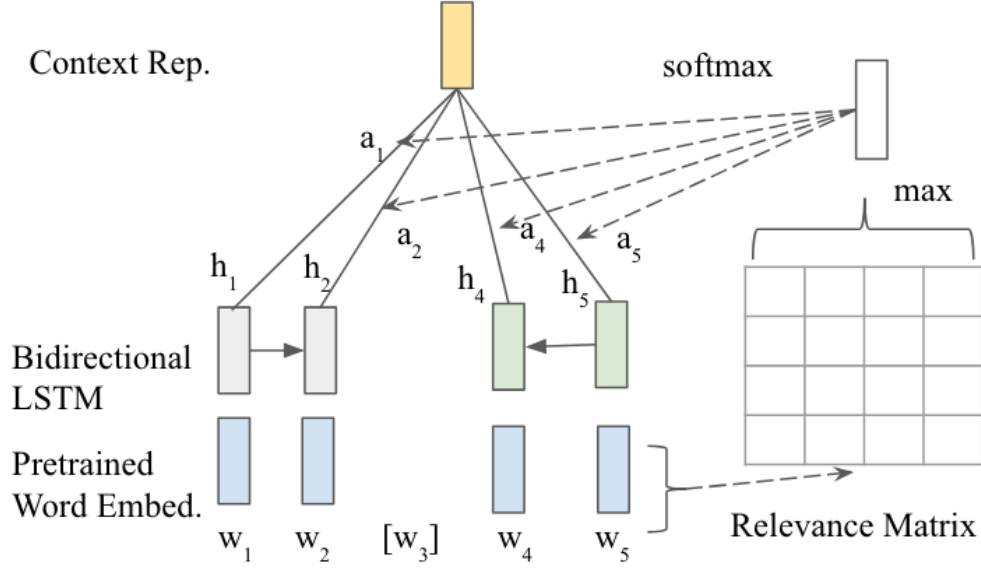 Context Rep.
softmax
a₁
max
a₂
a₄
a₅
h₁
h₂
h₄
h₅
Bidirectional
LSTM
Pretrained
Word Embed.
Relevance Matrix
w₁ w₂ [w₃] w₄ w₅